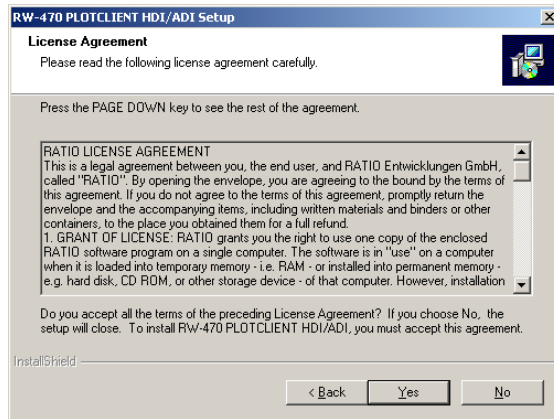 RW-470 PLOTCLIENT HDI/ADI Setup
License Agreement
Please read the following license agreement carefully.
Press the PAGE DOWN key to see the rest of the agreement.
RATIO LICENSE AGREEMENT
This is a legal agreement between you, the end user, and RATIO Entwicklungen GmbH,
called "RATIO". By opening the envelope, you are agreeing to the bound by the terms of
this agreement. If you do not agree to the terms of this agreement, promptly return the
envelope and the accompanying items, including written materials and binders or other
containers, to the place you obtained them for a full refund.
1. GRANT OF LICENSE: RATIO grants you the right to use one copy of the enclosed
RATIO software program on a single computer. The software is in "use" on a computer
when it is loaded into temporary memory - i.e. RAM - or installed into permanent memory -
e.g. hard disk, CD ROM, or other storage device - of that computer. However, installation
Do you accept all the terms of the preceding License Agreement? If you choose No, the
setup will close. To install RW-470 PLOTCLIENT HDI/ADI, you must accept this agreement.
InstallShield
< Back Yes No